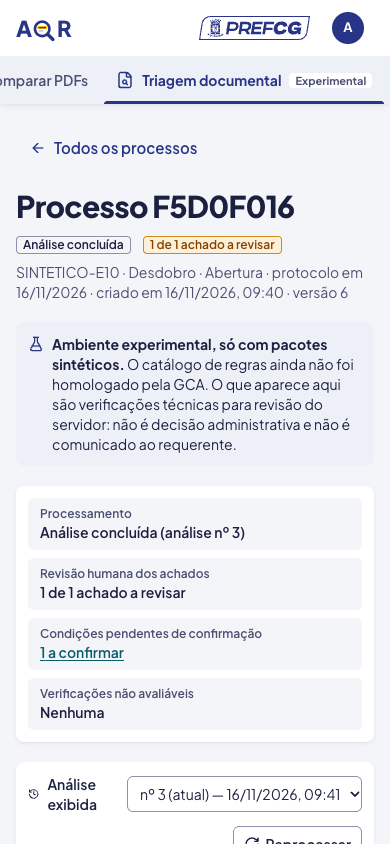 AQR
PREFCG
A
omparar PDFs
Triagem documental
Experimental
← Todos os processos
Processo F5D0F016
Análise concluída
1 de 1 achado a revisar
SINTETICO-E10 · Desdobro · Abertura · protocolo em
16/11/2026 · criado em 16/11/2026, 09:40 · versão 6
Ambiente experimental, só com pacotes
sintéticos. O catálogo de regras ainda não foi
homologado pela GCA. O que aparece aqui
são verificações técnicas para revisão do
servidor: não é decisão administrativa e não é
comunicado ao requerente.
Processamento
Análise concluída (análise nº 3)
Revisão humana dos achados
1 de 1 achado a revisar
Condições pendentes de confirmação
1 a confirmar
Verificações não avaliáveis
Nenhuma
Análise
exibida
nº 3 (atual) — 16/11/2026, 09:41
Reprocessar